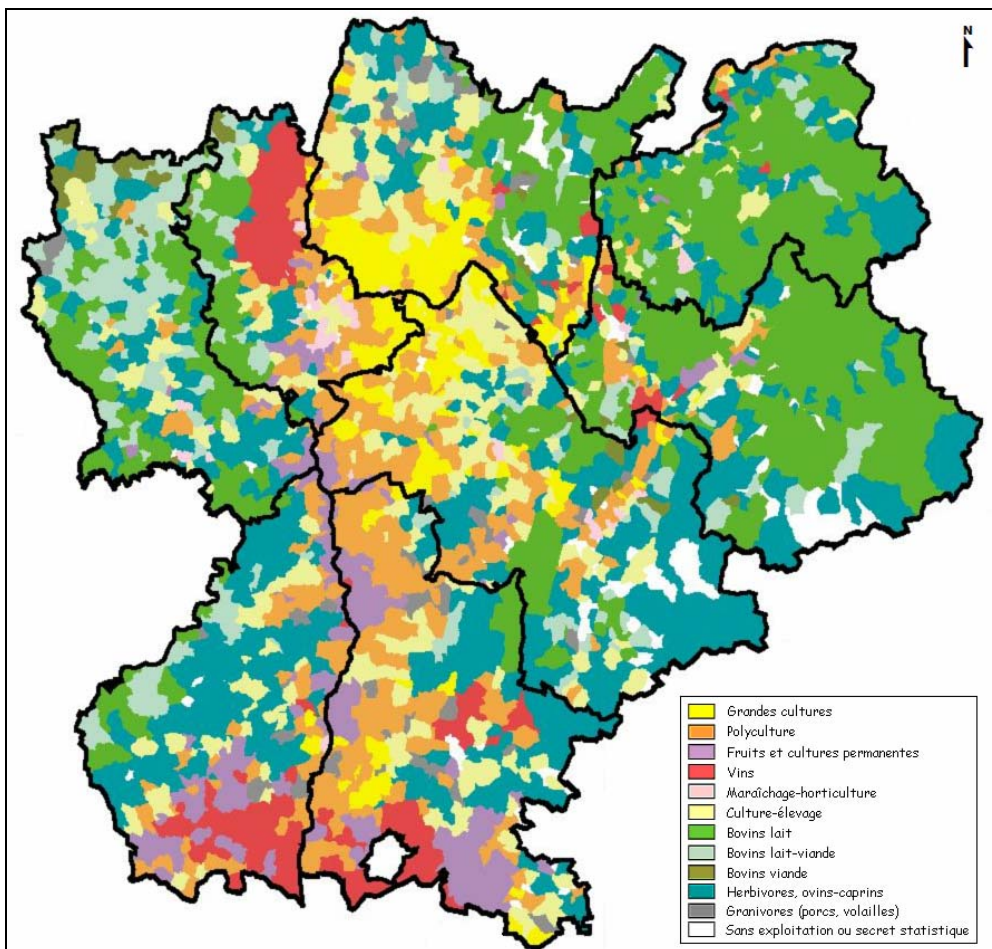 N
Grandes cultures
Polyculture
Fruits et cultures permanentes
Vins
Maraîchage-horticulture
Culture-élevage
Bovins lait
Bovins lait-viande
Bovins viande
Herbivores, ovins-caprins
Granivores (porcs, volailles)
Sans exploitation ou secret statistique